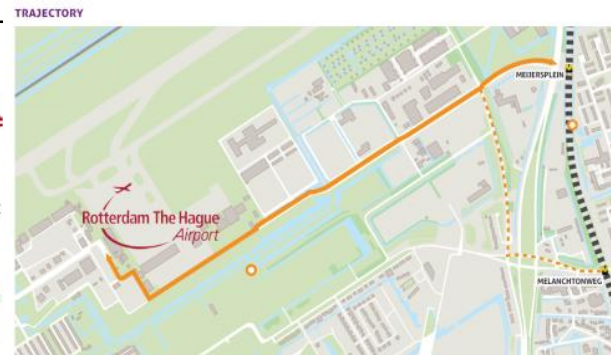 TRAJECTORY
MEIJERSPLEIN
Rotterdam The Hague
Airport
MELANCHTONWEG